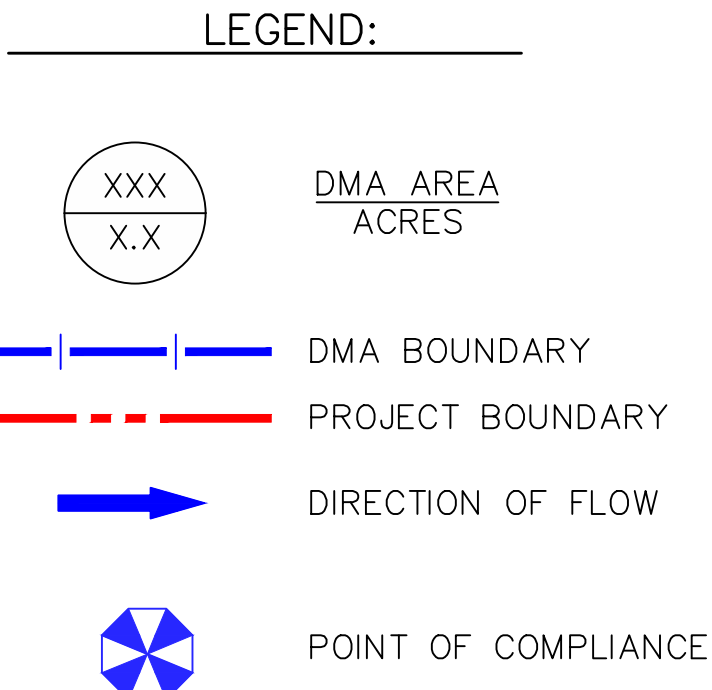 LEGEND:
XXX
X.X
DMA AREA
ACRES
DMA BOUNDARY
PROJECT BOUNDARY
DIRECTION OF FLOW
POINT OF COMPLIANCE